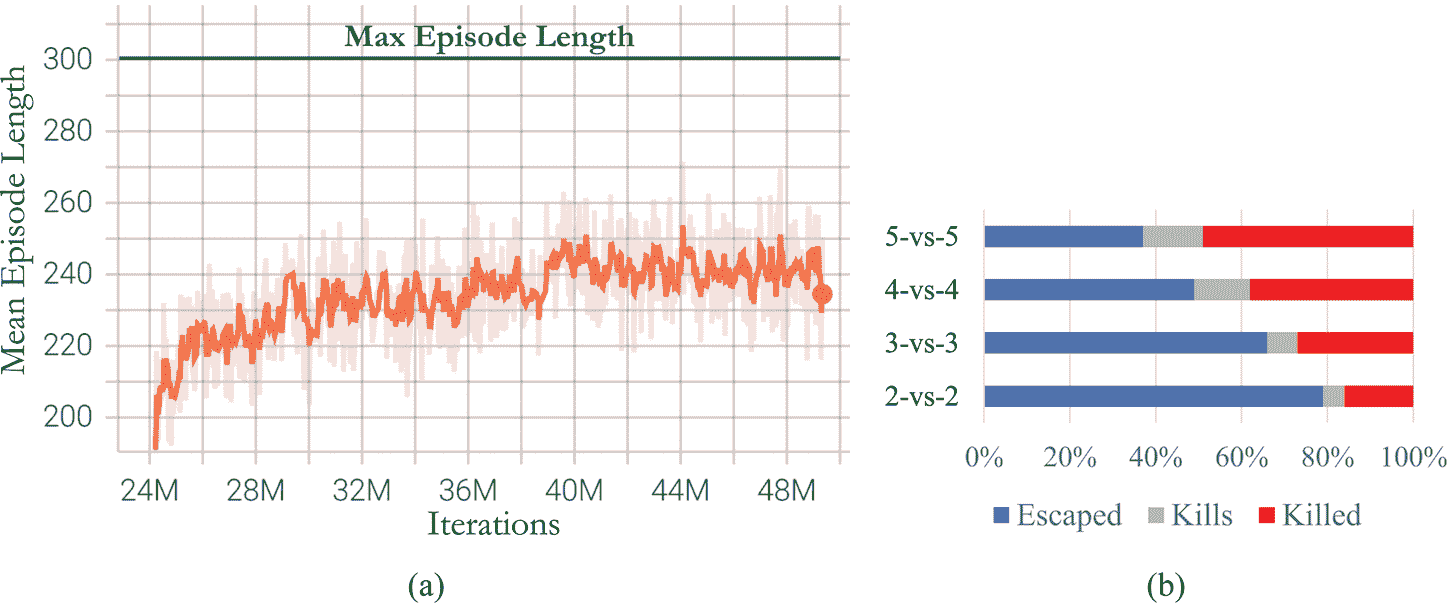 Max Episode Length
Mean Episode Length
300
280
260
240
220
200
24M 28M 32M 36M 40M 44M 48M
Iterations
(a)
5-vs-5
4-vs-4
3-vs-3
2-vs-2
0% 20% 40% 60% 80% 100%
Escaped Kills Killed
(b)